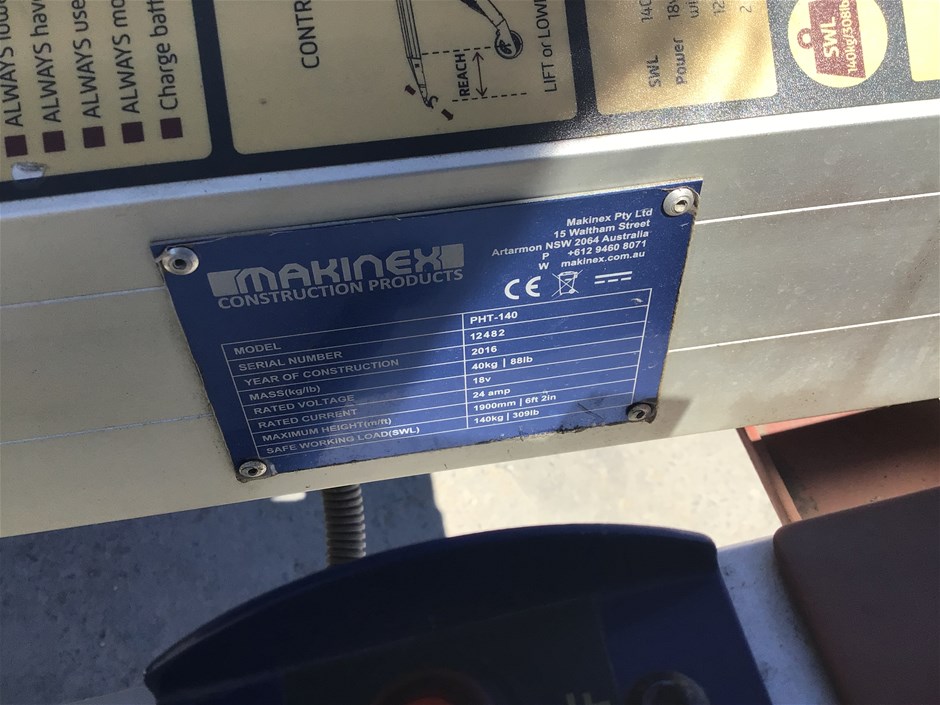 ALWAYS
ALWAYS hav
ALWAYS use
ALWAYS mo
Charge bat
CONTR
REACH
LIFT or LOW
SWL 140
Power 18v
SWL
140kg/308lb
Makinex Pty Ltd
15 Waltham Street
Artarmon NSW 2064 Australia
P +612 9460 8071
W makinex.com.au
MAKINEX
CONSTRUCTION PRODUCTS
CE
MODEL PHT-140
SERIAL NUMBER 12482
YEAR OF CONSTRUCTION 2016
MASS(kg/lb) 40kg | 88lb
RATED VOLTAGE 18v
RATED CURRENT 24 amp
MAXIMUM HEIGHT(m/ft) 1900mm | 6ft 2in
SAFE WORKING LOAD(SWL) 140kg | 309lb